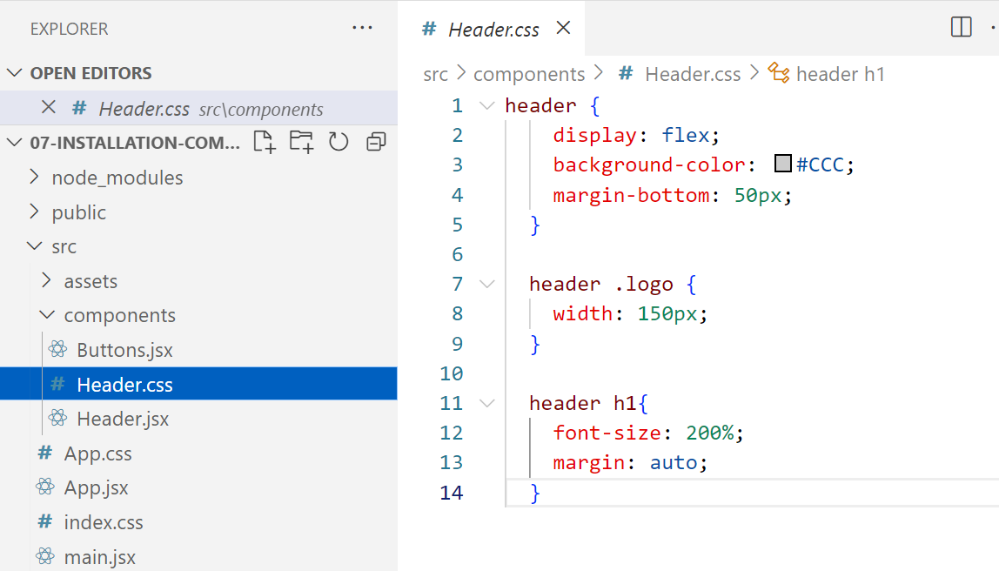 EXPLORER ...
OPEN EDITORS
# Header.css src\components
07-INSTALLATION-COM...
node_modules
public
src
assets
components
Buttons.jsx
# Header.css
Header.jsx
# App.css
App.jsx
# index.css
main.jsx
# Header.css
src > components > # Header.css > header h1
1 header {
2 display: flex;
3 background-color: #CCC;
4 margin-bottom: 50px;
5 }
6
7 header .logo {
8 width: 150px;
9 }
10
11 header h1{
12 font-size: 200%;
13 margin: auto;
14 }